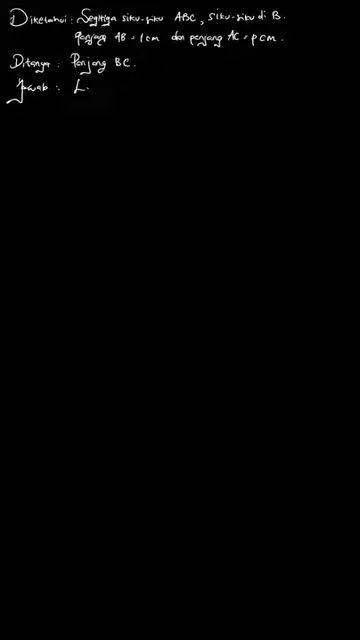 1) Diketahui : Segitiga siku-siku ABC, siku-siku di B.
panjang AB = 1 cm dan panjang AC = p cm.
Ditanya : Panjang BC.
Jawab : L.